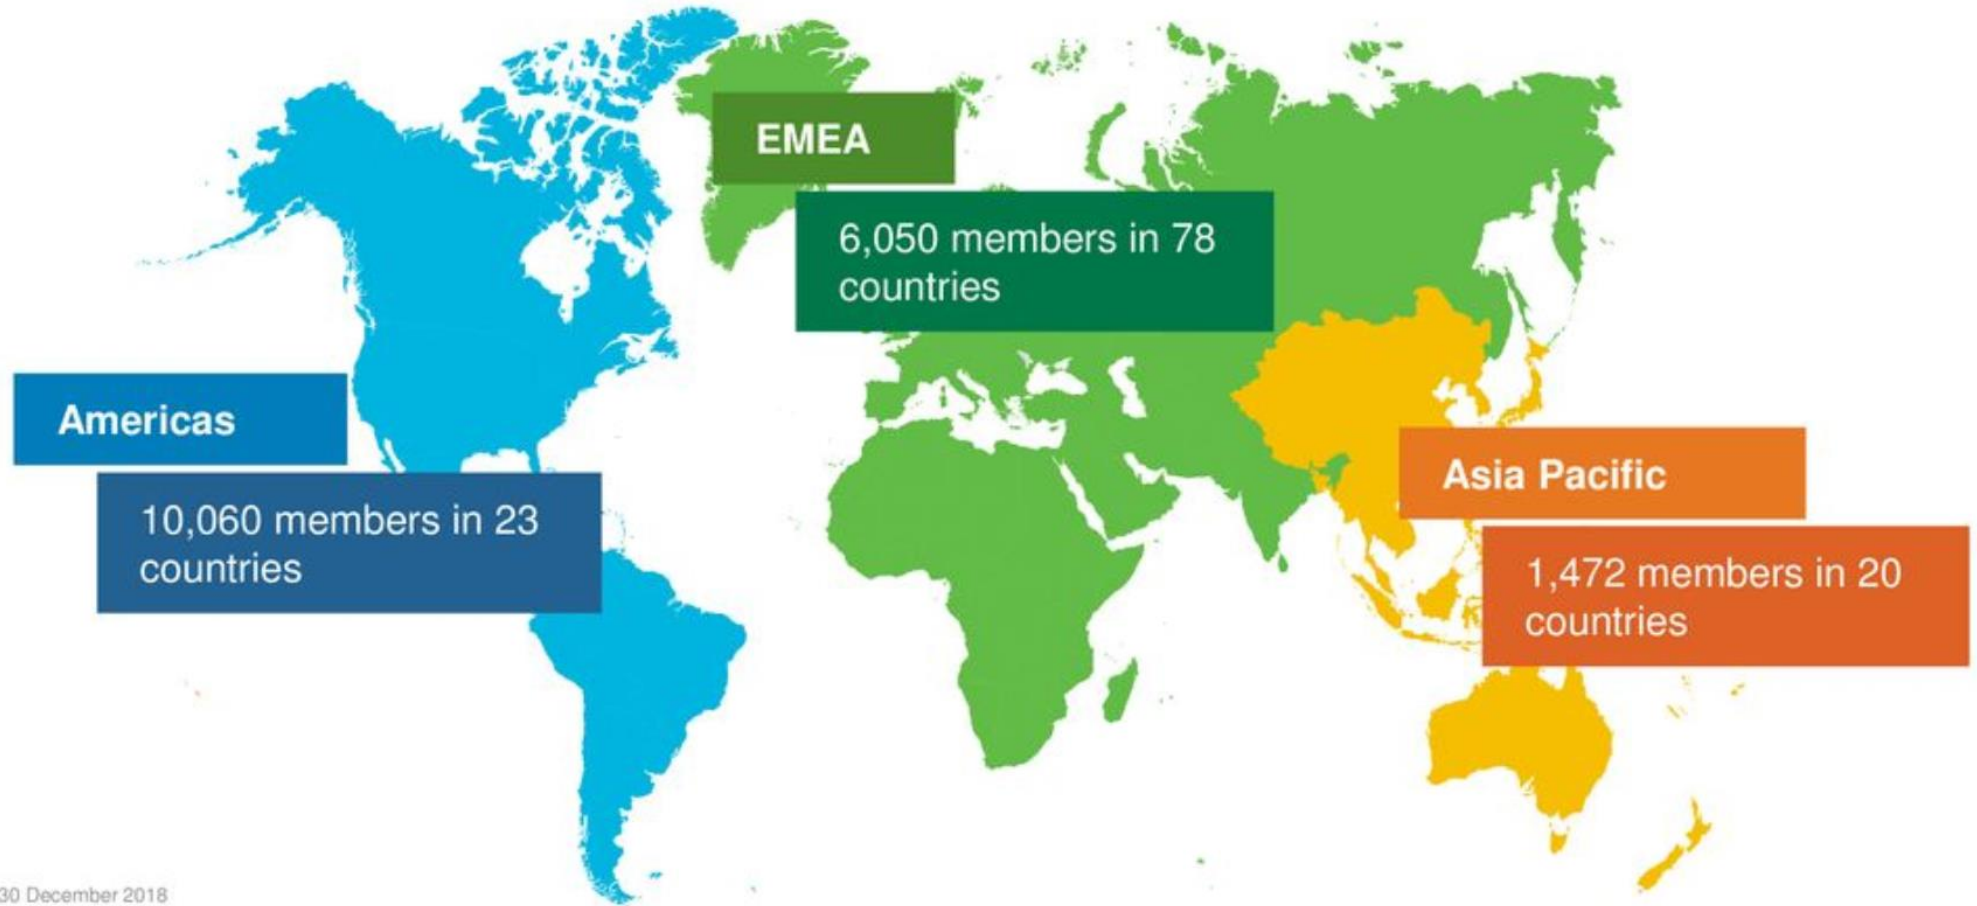 EMEA
6,050 members in 78
countries
Americas
10,060 members in 23
countries
Asia Pacific
1,472 members in 20
countries
30 December 2018